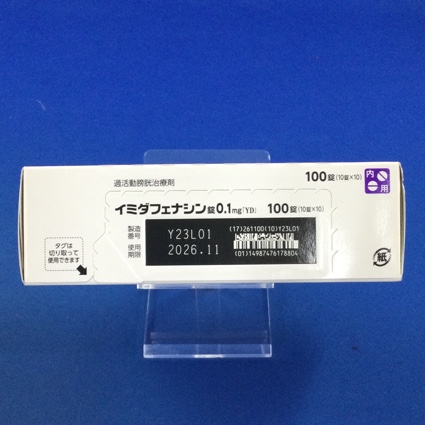 過活動膀胱治療剤
100錠(10錠×10)
内用
イミダフェナシン錠0.1mg「YD」 100錠(10錠×10)
タグは
切り取って
使用できます
製造番号 Y23L01
使用期限 2026.11
(17)261100(10)Y23L01
(01)14987476178804
紙